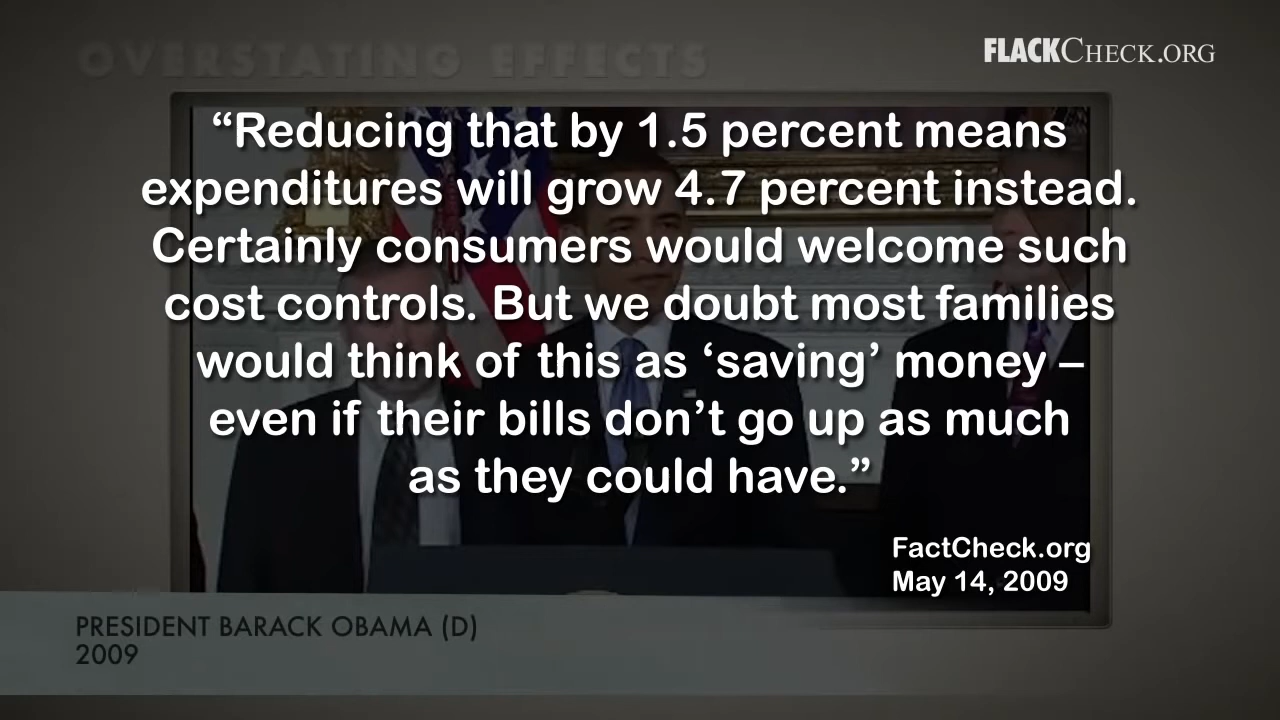 OVERSTATING EFFECTS
FLACKCHECK.ORG
“Reducing that by 1.5 percent means
expenditures will grow 4.7 percent instead.
Certainly consumers would welcome such
cost controls. But we doubt most families
would think of this as ‘saving’ money –
even if their bills don’t go up as much
as they could have.”
FactCheck.org
May 14, 2009
PRESIDENT BARACK OBAMA (D)
2009